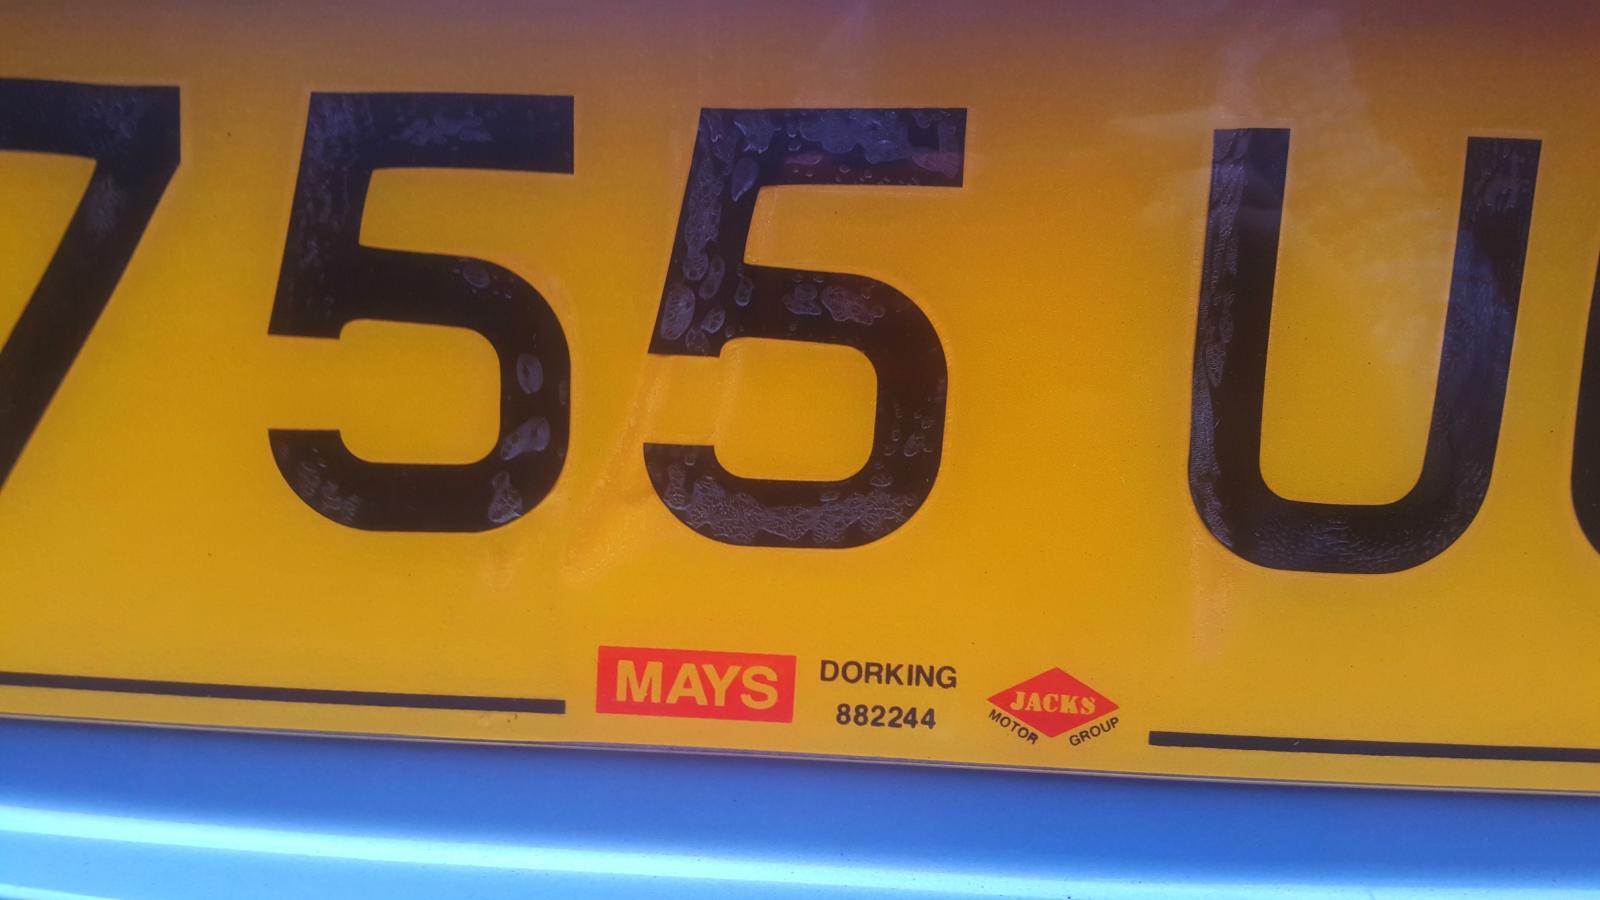 755 U
MAYS DORKING
882244
JACKS
MOTOR GROUP